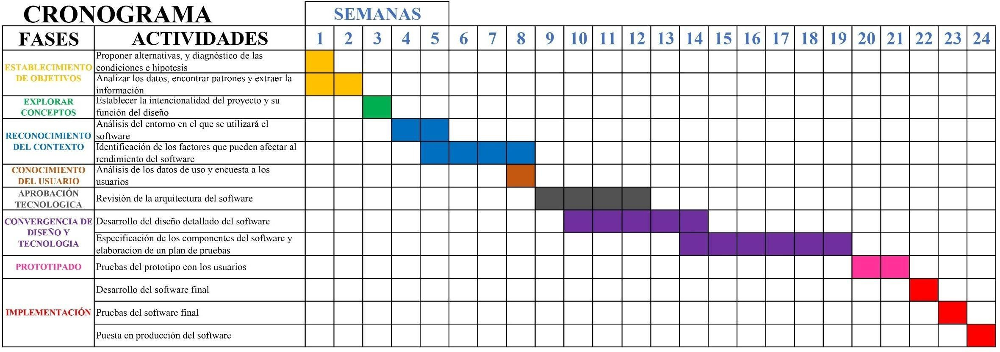 CRONOGRAMA
SEMANAS
FASES ACTIVIDADES 1 2 3 4 5 6 7 8 9 10 11 12 13 14 15 16 17 18 19 20 21 22 23 24
ESTABLECIMIENTO
DE OBJETIVOS
Proponer alternativas, y diagnóstico de las
condiciones e hipotesis
Analizar los datos, encontrar patrones y extraer la
información
EXPLORAR
CONCEPTOS
Establecer la intencionalidad del proyecto y su
función del diseño
RECONOCIMIENTO
DEL CONTEXTO
Análisis del entorno en el que se utilizará el
software
Identificación de los factores que pueden afectar al
rendimiento del software
CONOCIMIENTO
DEL USUARIO
Análisis de los datos de uso y encuesta a los
usuarios
APROBACIÓN
TECNOLOGICA
Revisión de la arquitectura del software
CONVERGENCIA DE
DISEÑO Y
TECNOLOGIA
Desarrollo del diseño detallado del software
Especificación de los componentes del software y
elaboracion de un plan de pruebas
PROTOTIPADO
Pruebas del prototipo con los usuarios
IMPLEMENTACIÓN
Desarrollo del software final
Pruebas del software final
Puesta en producción del software